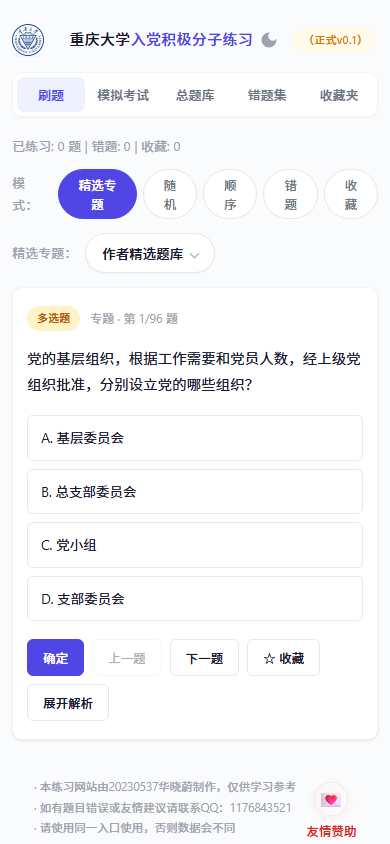 重庆大学入党积极分子练习 (正式v0.1)
刷题 模拟考试 总题库 错题集 收藏夹
已练习: 0 题 | 错题: 0 | 收藏: 0
模式： 精选专题 随机 顺序 错题 收藏
精选专题： 作者精选题库
多选题 专题 · 第 1/96 题
党的基层组织，根据工作需要和党员人数，经上级党
组织批准，分别设立党的哪些组织？
A. 基层委员会
B. 总支部委员会
C. 党小组
D. 支部委员会
确定 上一题 下一题 ☆ 收藏
展开解析
· 本练习网站由20230537华晓蔚制作，仅供学习参考
· 如有题目错误或友情建议请联系QQ：1176843521
· 请使用同一入口使用，否则数据会不同
友情赞助